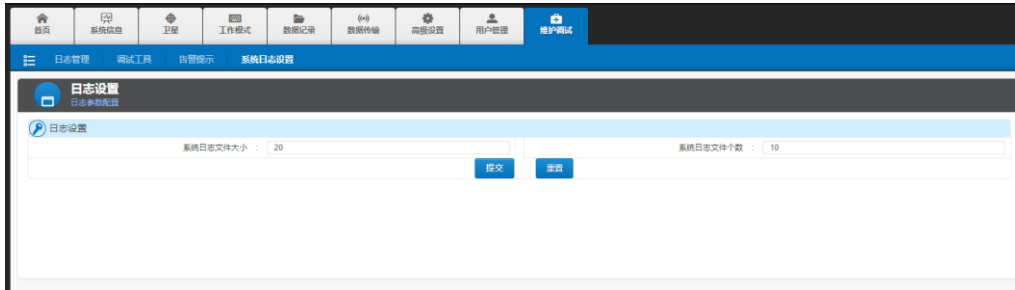 首页 系统信息 卫星 工作模式 数据记录 数据传输 高级设置 用户管理 维护调试
日志管理 调试工具 告警提示 系统日志设置
日志设置
日志参数配置
日志设置
系统日志文件大小 : 20 系统日志文件个数 : 10
提交 重置